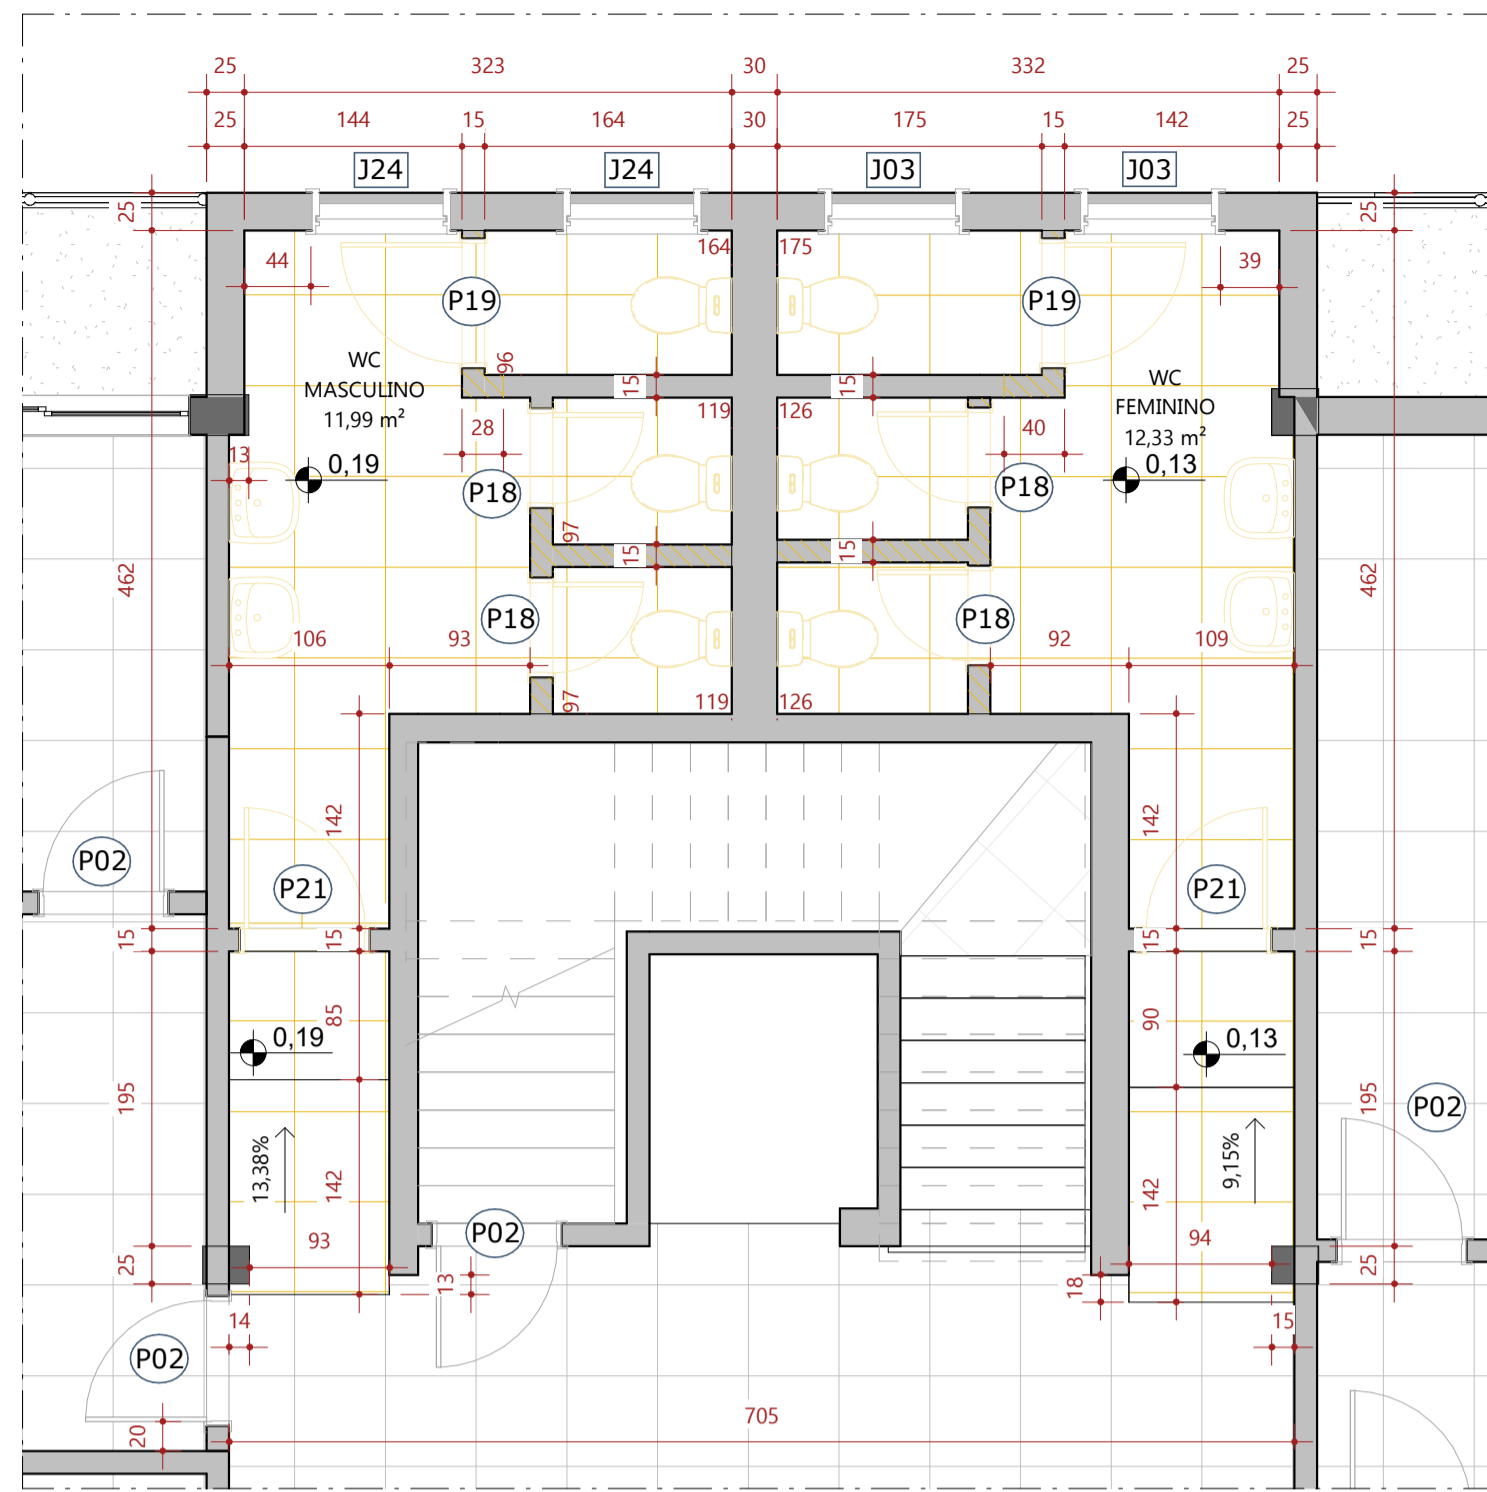 25 323 30 332 25
25 144 15 164 30 175 15 142 25
J24 J24 J03 J03
25 25
164 175
44 39
P19 P19
96
WC
MASCULINO
11,99 m²
WC
FEMININO
12,33 m²
15 15
119 126
28 40
13
0,19 0,13
P18 P18
97
15 15
462 462
P18 P18
106 93 92 109
97
119 126
142 142
P02 P21 P21
15 15 15 15
85 90
0,19 0,13
195 195
P02
13,38% 9,15%
142 142
93 P02 94
25 13 18 25
14 15
P02
705
20